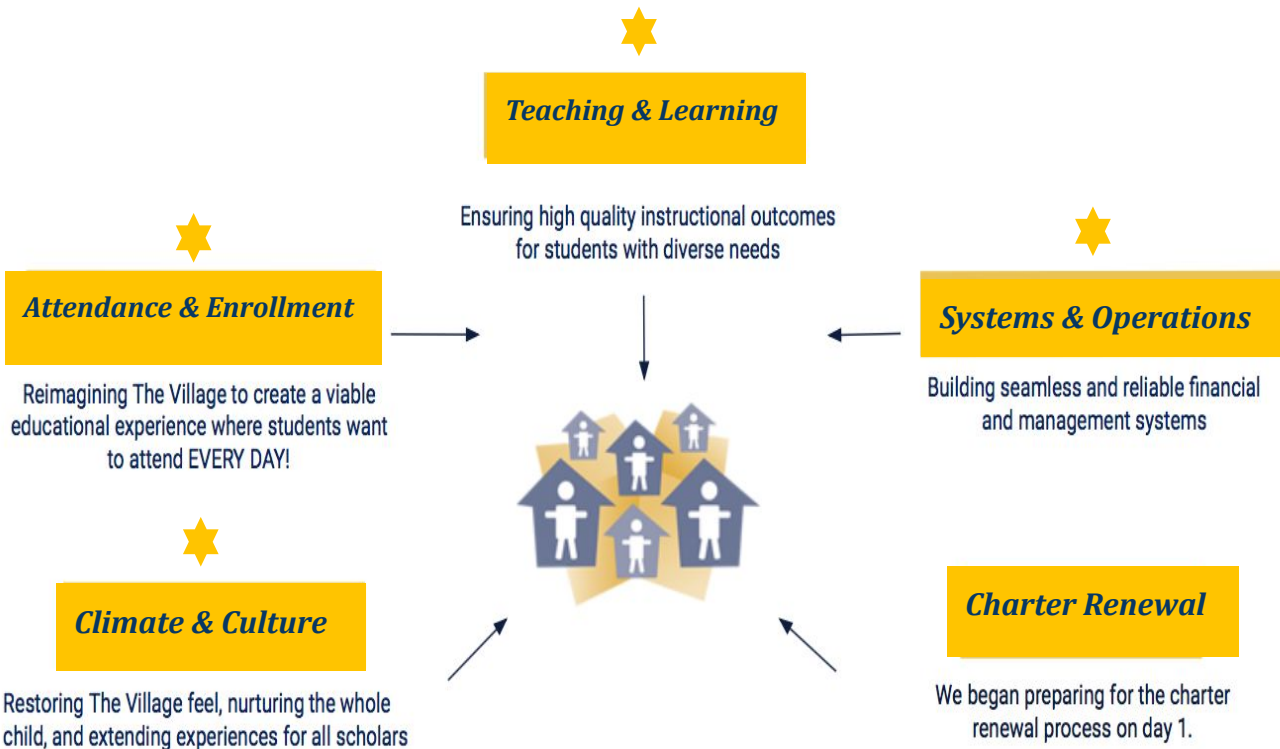 Teaching & Learning
Ensuring high quality instructional outcomes
for students with diverse needs
Attendance & Enrollment
Reimagining The Village to create a viable
educational experience where students want
to attend EVERY DAY!
Systems & Operations
Building seamless and reliable financial
and management systems
Climate & Culture
Restoring The Village feel, nurturing the whole
child, and extending experiences for all scholars
Charter Renewal
We began preparing for the charter
renewal process on day 1.